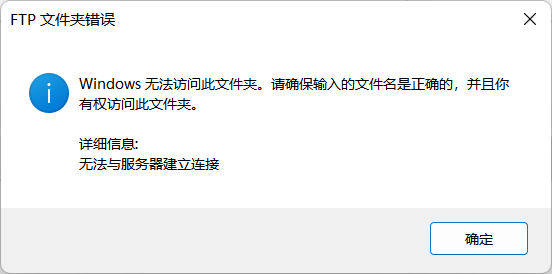 FTP 文件夹错误
Windows 无法访问此文件夹。请确保输入的文件名是正确的，并且你
有权访问此文件夹。
详细信息:
无法与服务器建立连接
确定